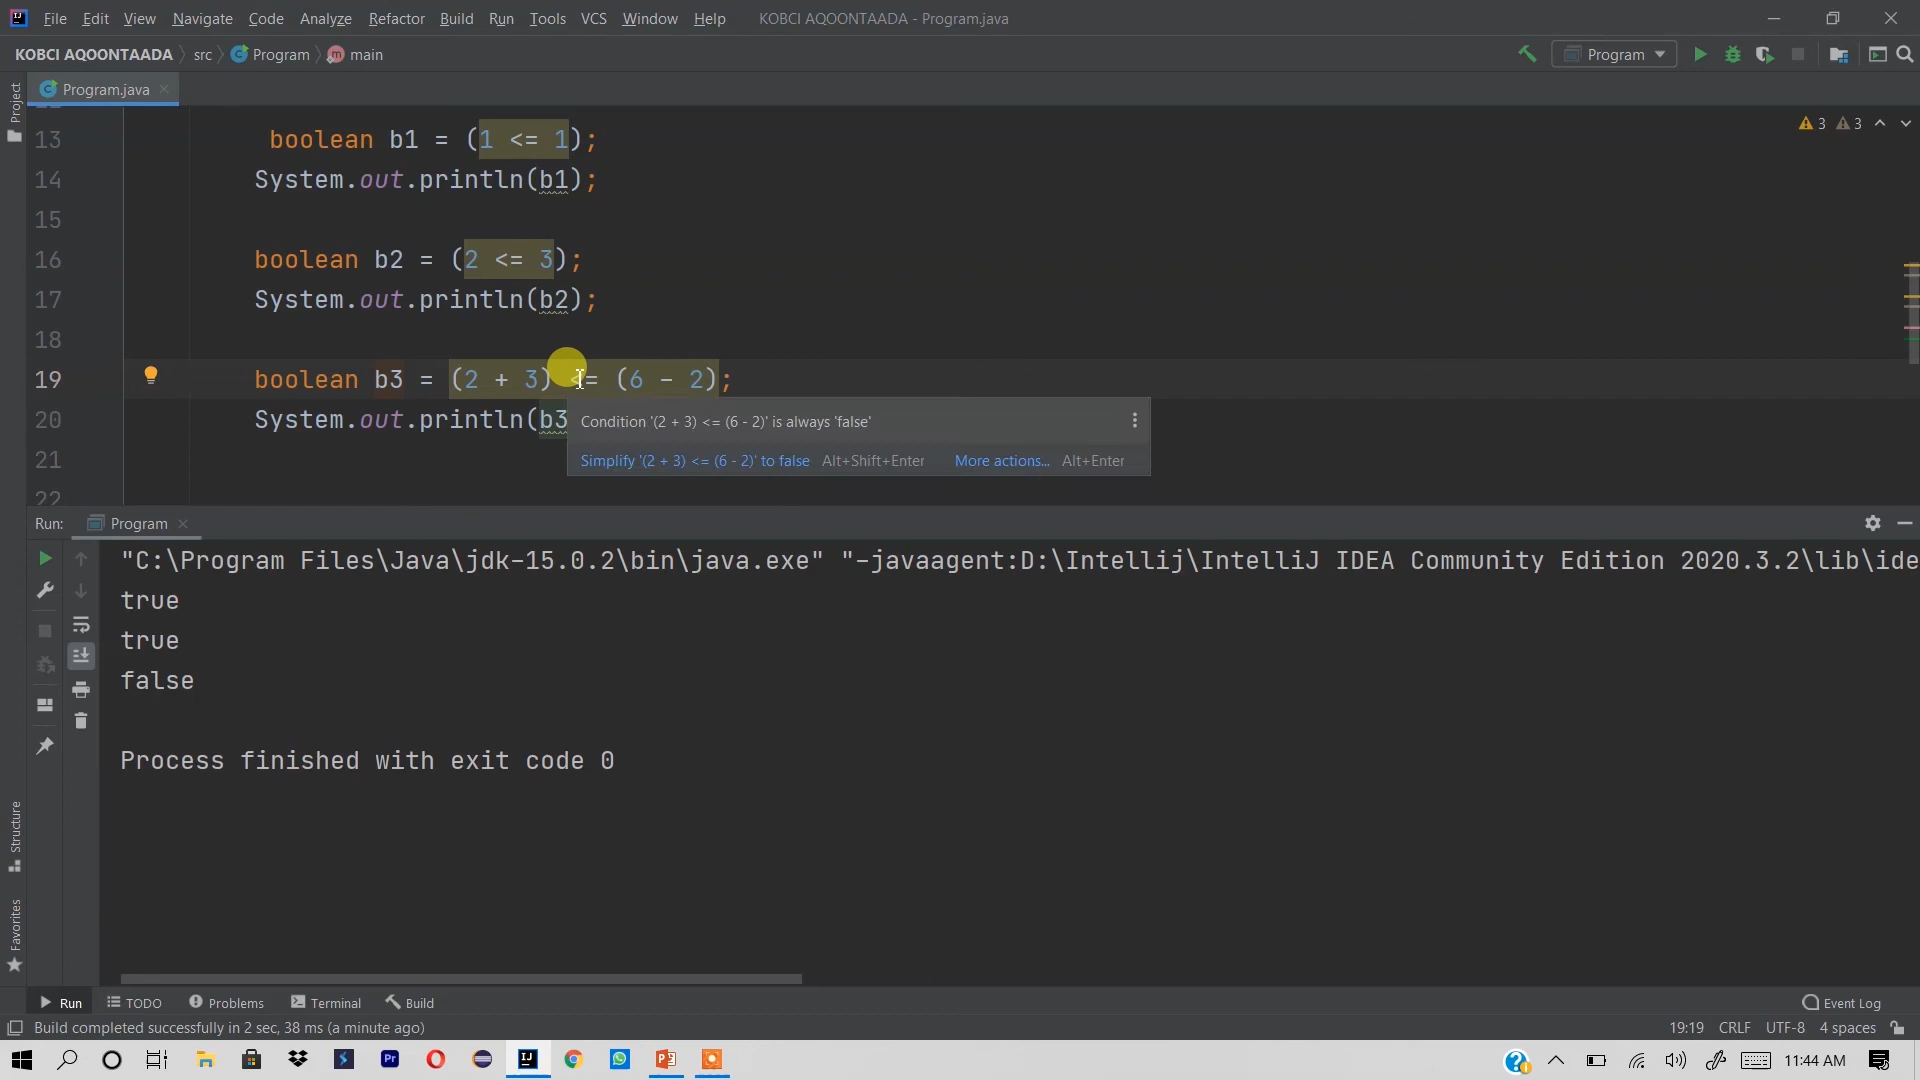 File Edit View Navigate Code Analyze Refactor Build Run Tools VCS Window Help KOBCI AQOONTAADA - Program.java
KOBCI AQOONTAADA src Program main Program
Project
Program.java
3 3
13 boolean b1 = (1 <= 1);
14 System.out.println(b1);
15
16 boolean b2 = (2 <= 3);
17 System.out.println(b2);
18
19 boolean b3 = (2 + 3) <= (6 - 2);
20 System.out.println(b3
Condition '(2 + 3) <= (6 - 2)' is always 'false'
21
Simplify '(2 + 3) <= (6 - 2)' to false Alt+Shift+Enter More actions... Alt+Enter
22
Run: Program
"C:\Program Files\Java\jdk-15.0.2\bin\java.exe" "-javaagent:D:\Intellij\IntelliJ IDEA Community Edition 2020.3.2\lib\ide
true
true
false
Process finished with exit code 0
Structure
Favorites
Run TODO Problems Terminal Build Event Log
Build completed successfully in 2 sec, 38 ms (a minute ago) 19:19 CRLF UTF-8 4 spaces
11:44 AM